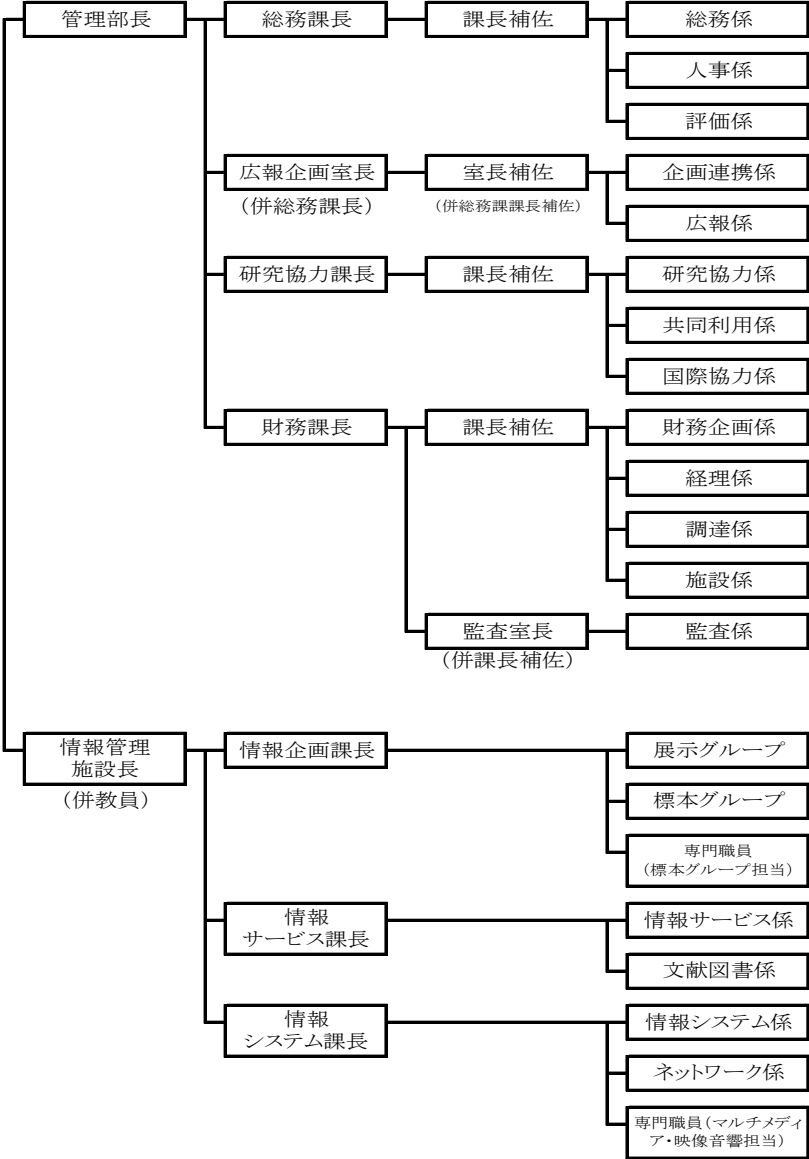 管理部長
総務課長
課長補佐
総務係
人事係
評価係
広報企画室長
(併総務課長)
室長補佐
(併総務課課長補佐)
企画連携係
広報係
研究協力課長
課長補佐
研究協力係
共同利用係
国際協力係
財務課長
課長補佐
財務企画係
経理係
調達係
施設係
監査室長
(併課長補佐)
監査係
情報管理
施設長
(併教員)
情報企画課長
展示グループ
標本グループ
専門職員
(標本グループ担当)
情報
サービス課長
情報サービス係
文献図書係
情報
システム課長
情報システム係
ネットワーク係
専門職員(マルチメディ
ア・映像音響担当)